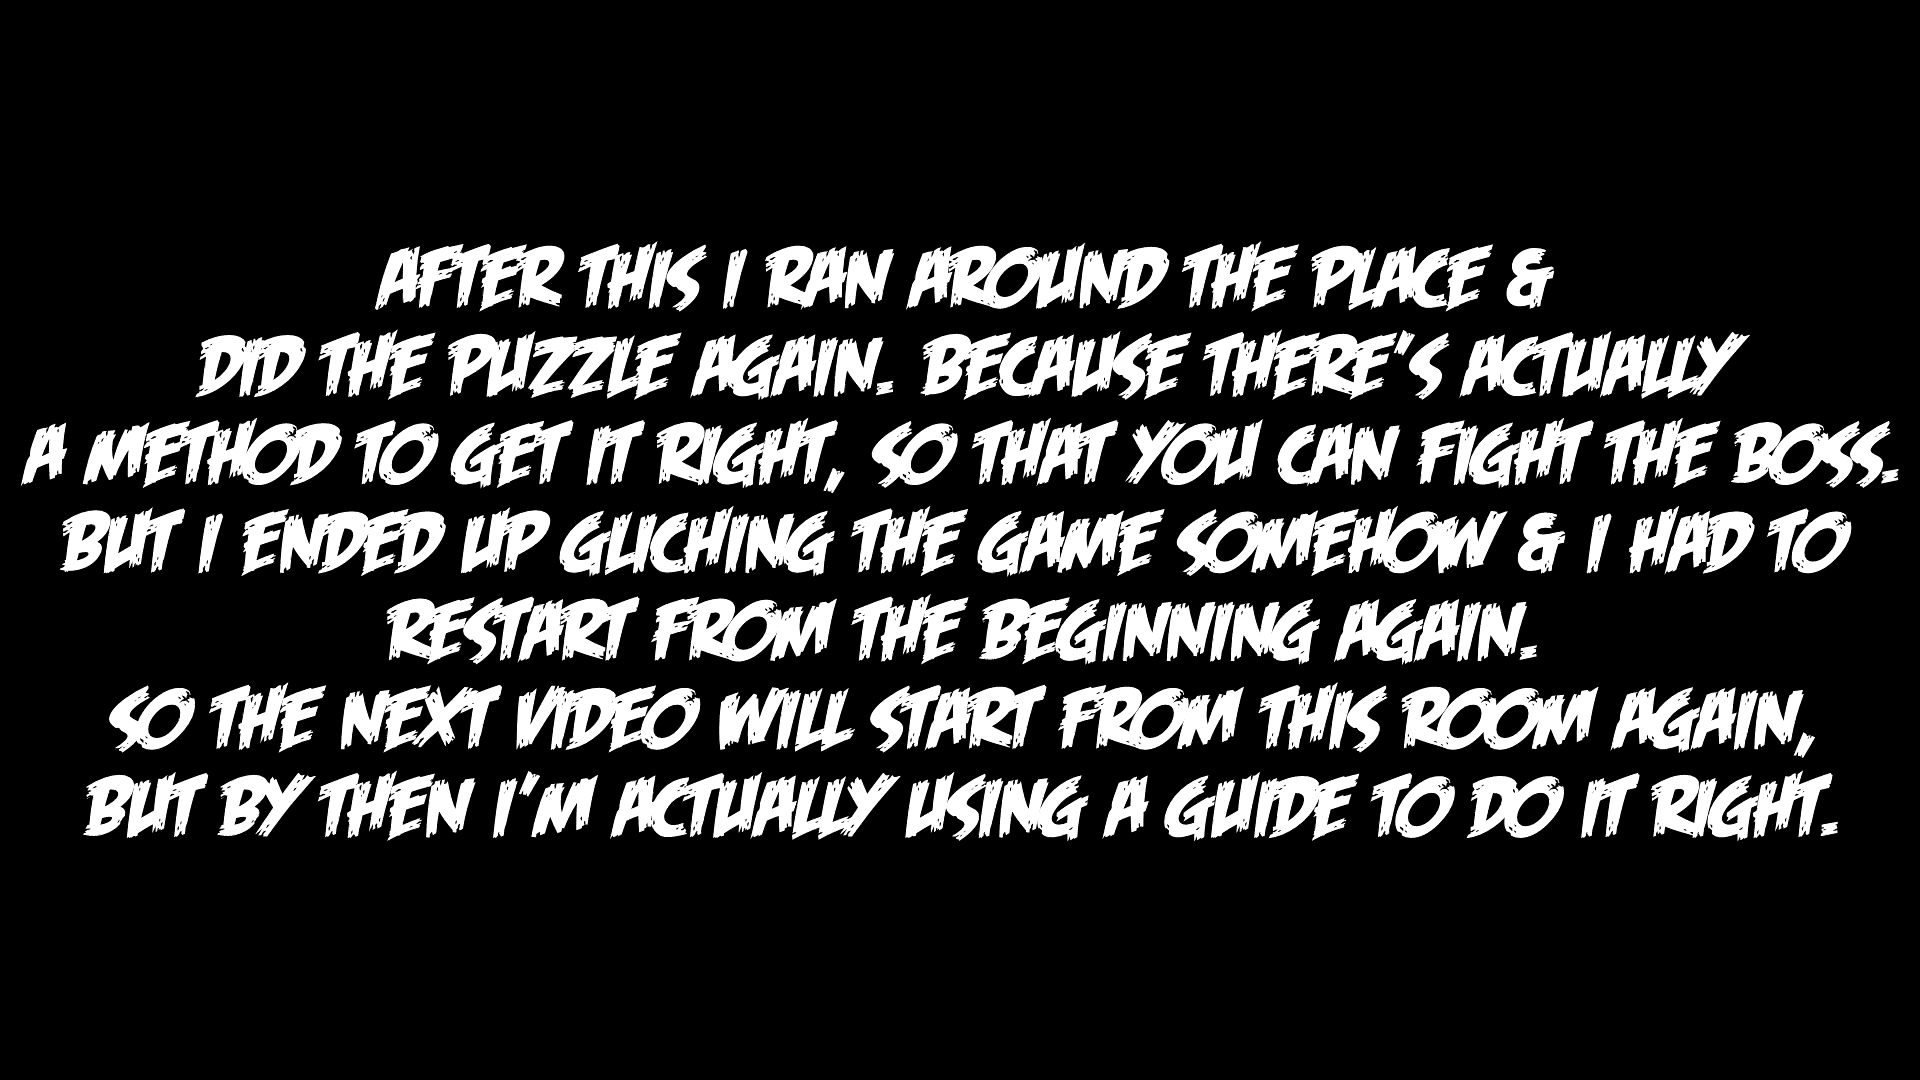 AFTER THIS I RAN AROUND THE PLACE &
DID THE PUZZLE AGAIN. BECAUSE THERE'S ACTUALLY
A METHOD TO GET IT RIGHT, SO THAT YOU CAN FIGHT THE BOSS.
BUT I ENDED UP GLICHING THE GAME SOMEHOW & I HAD TO
RESTART FROM THE BEGINNING AGAIN.
SO THE NEXT VIDEO WILL START FROM THIS ROOM AGAIN,
BUT BY THEN I'M ACTUALLY USING A GUIDE TO DO IT RIGHT.